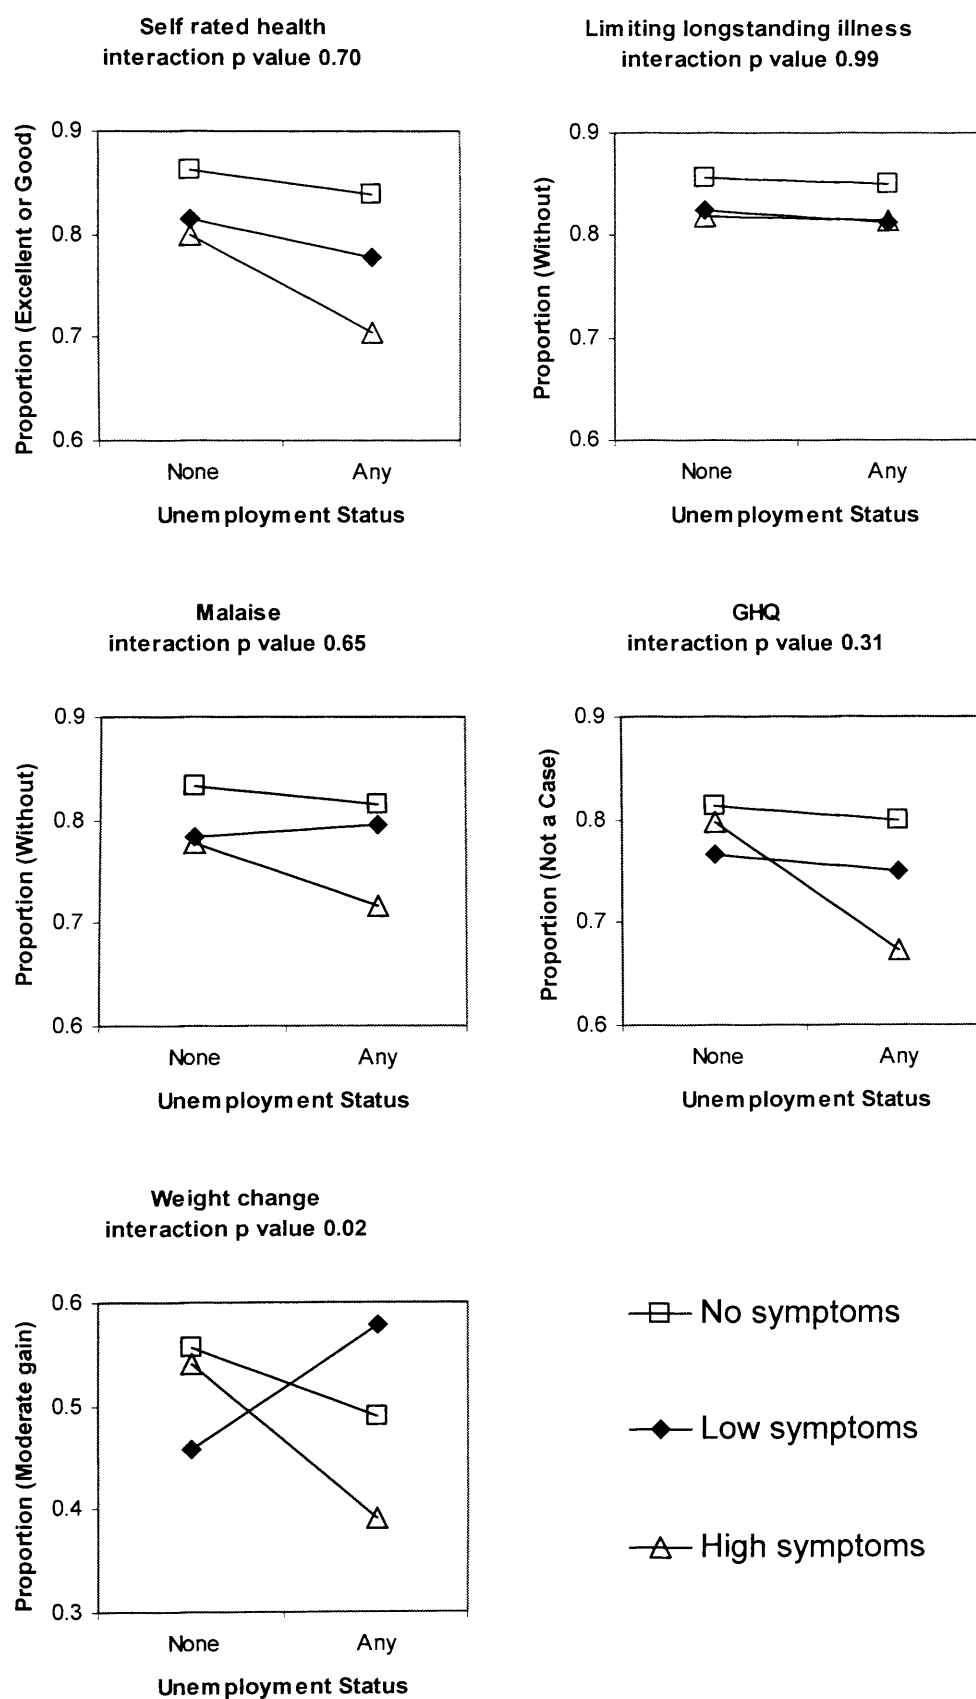 Self rated health
interaction p value 0.70
Proportion (Excellent or Good)
0.9
0.8
0.7
0.6
None Any
Unemployment Status
Limiting longstanding illness
interaction p value 0.99
Proportion (Without)
0.9
0.8
0.7
0.6
None Any
Unemployment Status
Malaise
interaction p value 0.65
Proportion (Without)
0.9
0.8
0.7
0.6
None Any
Unemployment Status
GHQ
interaction p value 0.31
Proportion (Not a Case)
0.9
0.8
0.7
0.6
None Any
Unemployment Status
Weight change
interaction p value 0.02
Proportion (Moderate gain)
0.6
0.5
0.4
0.3
None Any
Unemployment Status
No symptoms
Low symptoms
High symptoms